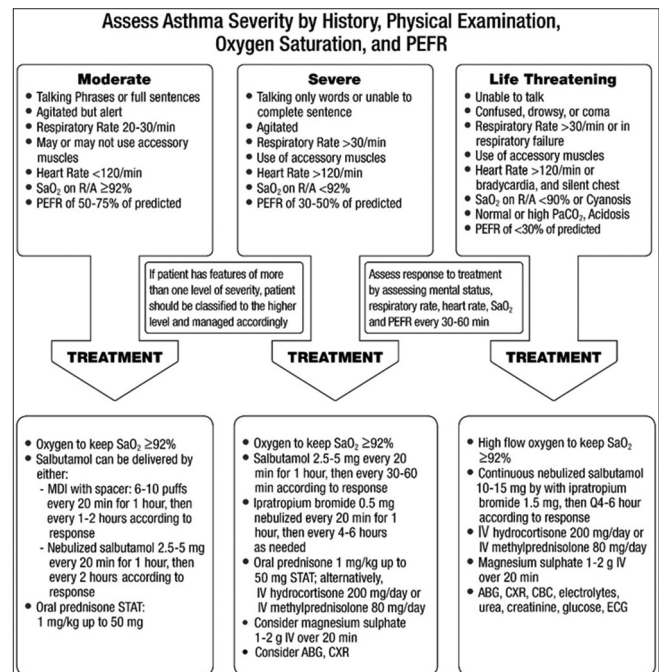 Assess Asthma Severity by History, Physical Examination,
Oxygen Saturation, and PEFR
Moderate
• Talking Phrases or full sentences
• Agitated but alert
• Respiratory Rate 20-30/min
• May or may not use accessory
muscles
• Heart Rate <120/min
• SaO₂ on R/A ≥92%
• PEFR of 50-75% of predicted
Severe
• Talking only words or unable to
complete sentence
• Agitated
• Respiratory Rate >30/min
• Use of accessory muscles
• Heart Rate >120/min
• SaO₂ on R/A <92%
• PEFR of 30-50% of predicted
Life Threatening
• Unable to talk
• Confused, drowsy, or coma
• Respiratory Rate >30/min or in
respiratory failure
• Use of accessory muscles
• Heart Rate >120/min or
bradycardia, and silent chest
• SaO₂ on R/A <90% or Cyanosis
• Normal or high PaCO₂, Acidosis
• PEFR of <30% of predicted
If patient has features of more
than one level of severity, patient
should be classified to the higher
level and managed accordingly
Assess response to treatment
by assessing mental status,
respiratory rate, heart rate, SaO₂
and PEFR every 30-60 min
TREATMENT
TREATMENT
TREATMENT
• Oxygen to keep SaO₂ ≥92%
• Salbutamol can be delivered by
either:
- MDI with spacer: 6-10 puffs
every 20 min for 1 hour, then
every 1-2 hours according to
response
- Nebulized salbutamol 2.5-5 mg
every 20 min for 1 hour, then
every 2 hours according to
response
• Oral prednisone STAT:
1 mg/kg up to 50 mg
• Oxygen to keep SaO₂ ≥92%
• Salbutamol 2.5-5 mg every 20
min for 1 hour, then every 30-60
min according to response
• Ipratropium bromide 0.5 mg
nebulized every 20 min for 1
hour, then every 4-6 hours
as needed
• Oral prednisone 1 mg/kg up to
50 mg STAT; alternatively,
IV hydrocortisone 200 mg/day or
IV methylprednisolone 80 mg/day
• Consider magnesium sulphate
1-2 g IV over 20 min
• Consider ABG, CXR
• High flow oxygen to keep SaO₂
≥92%
• Continuous nebulized salbutamol
10-15 mg by with ipratropium
bromide 1.5 mg, then Q4-6 hour
according to response
• IV hydrocortisone 200 mg/day or
IV methylprednisolone 80 mg/day
• Magnesium sulphate 1-2 g IV
over 20 min
• ABG, CXR, CBC, electrolytes,
urea, creatinine, glucose, ECG